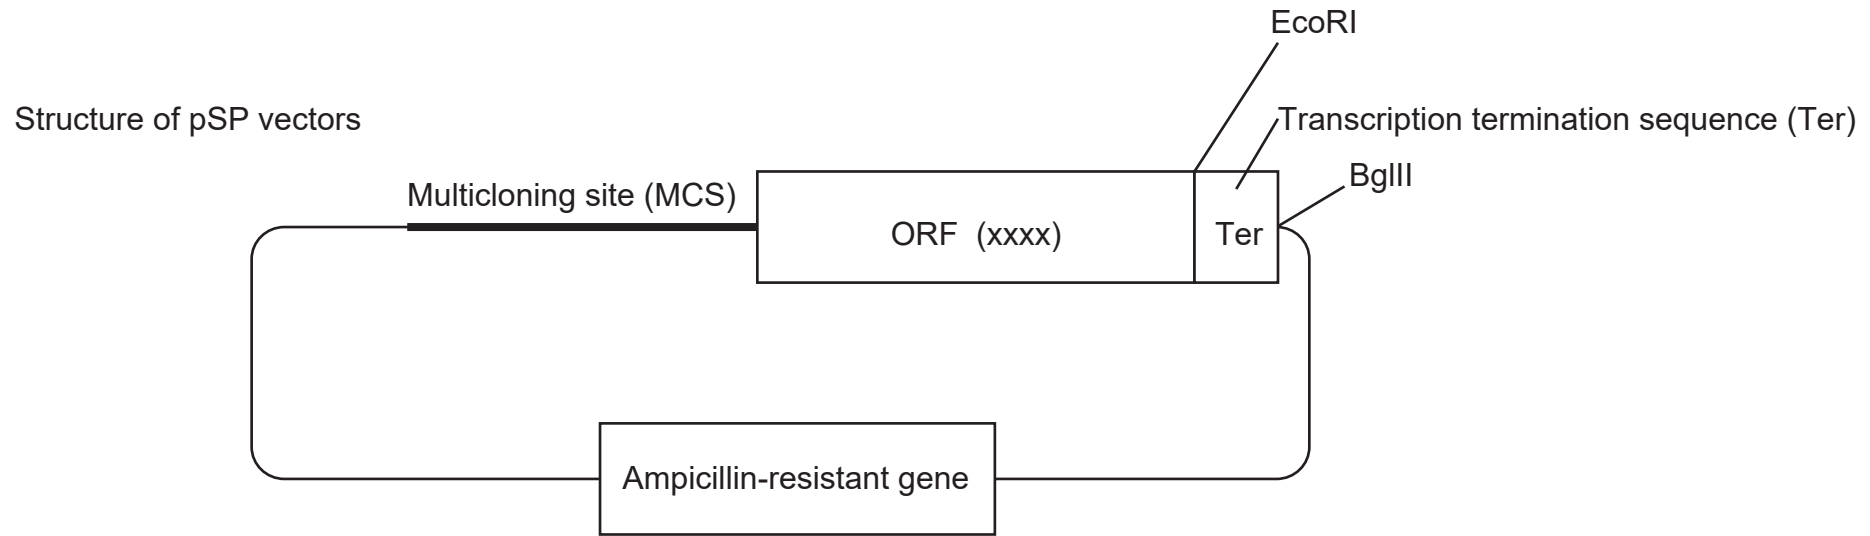 EcoRI
Structure of pSP vectors
Transcription termination sequence (Ter)
BglII
Multicloning site (MCS)
ORF (xxxx)
Ter
Ampicillin-resistant gene